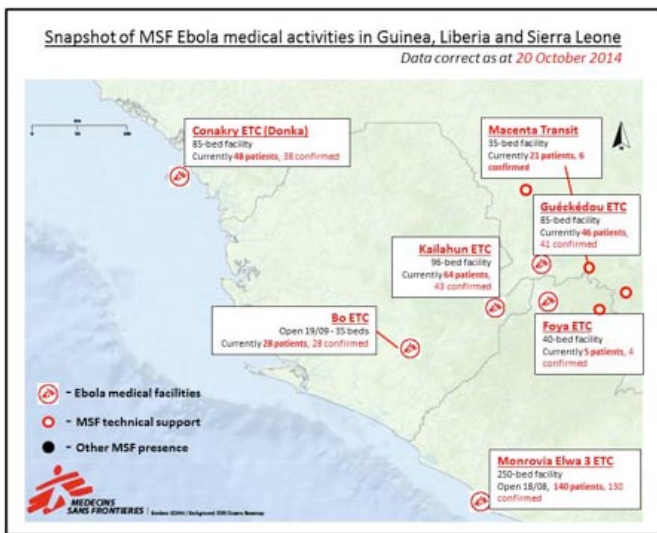 Snapshot of MSF Ebola medical activities in Guinea, Liberia and Sierra Leone
Data correct as at 20 October 2014
Conakry ETC (Donka)
85-bed facility
Currently 48 patients, 38 confirmed
Macenta Transit
35-bed facility
Currently 21 patients, 6
confirmed
Guéckédou ETC
85-bed facility
Currently 46 patients,
41 confirmed
Kailahun ETC
96-bed facility
Currently 64 patients,
43 confirmed
Bo ETC
Open 19/09 - 35 beds
Currently 28 patients, 28 confirmed
Foya ETC
40-bed facility
Currently 5 patients, 4
confirmed
- Ebola medical facilities
- MSF technical support
- Other MSF presence
Monrovia Elwa 3 ETC
250-bed facility
Open 18/08, 140 patients, 130
confirmed
MEDECINS
SANS FRONTIERES